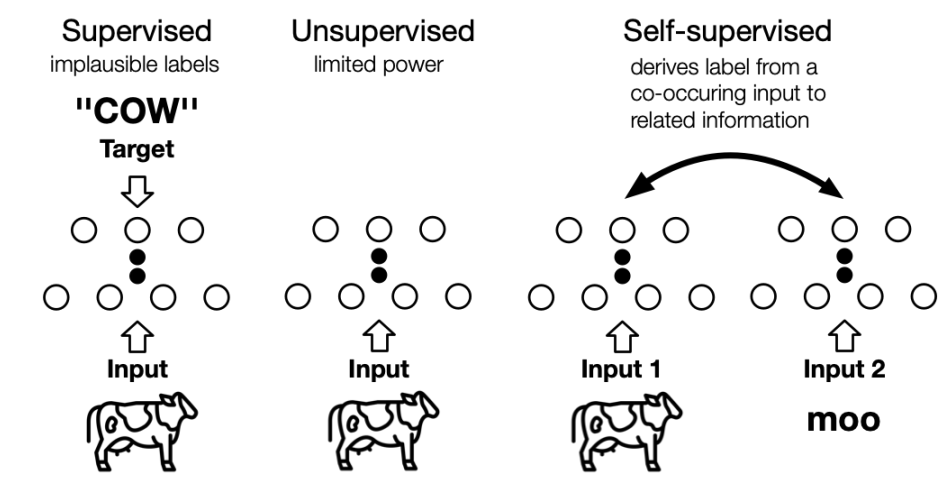 Supervised
implausible labels
"COW"
Target
Input
Unsupervised
limited power
Input
Self-supervised
derives label from a
co-occuring input to
related information
Input 1
Input 2
moo